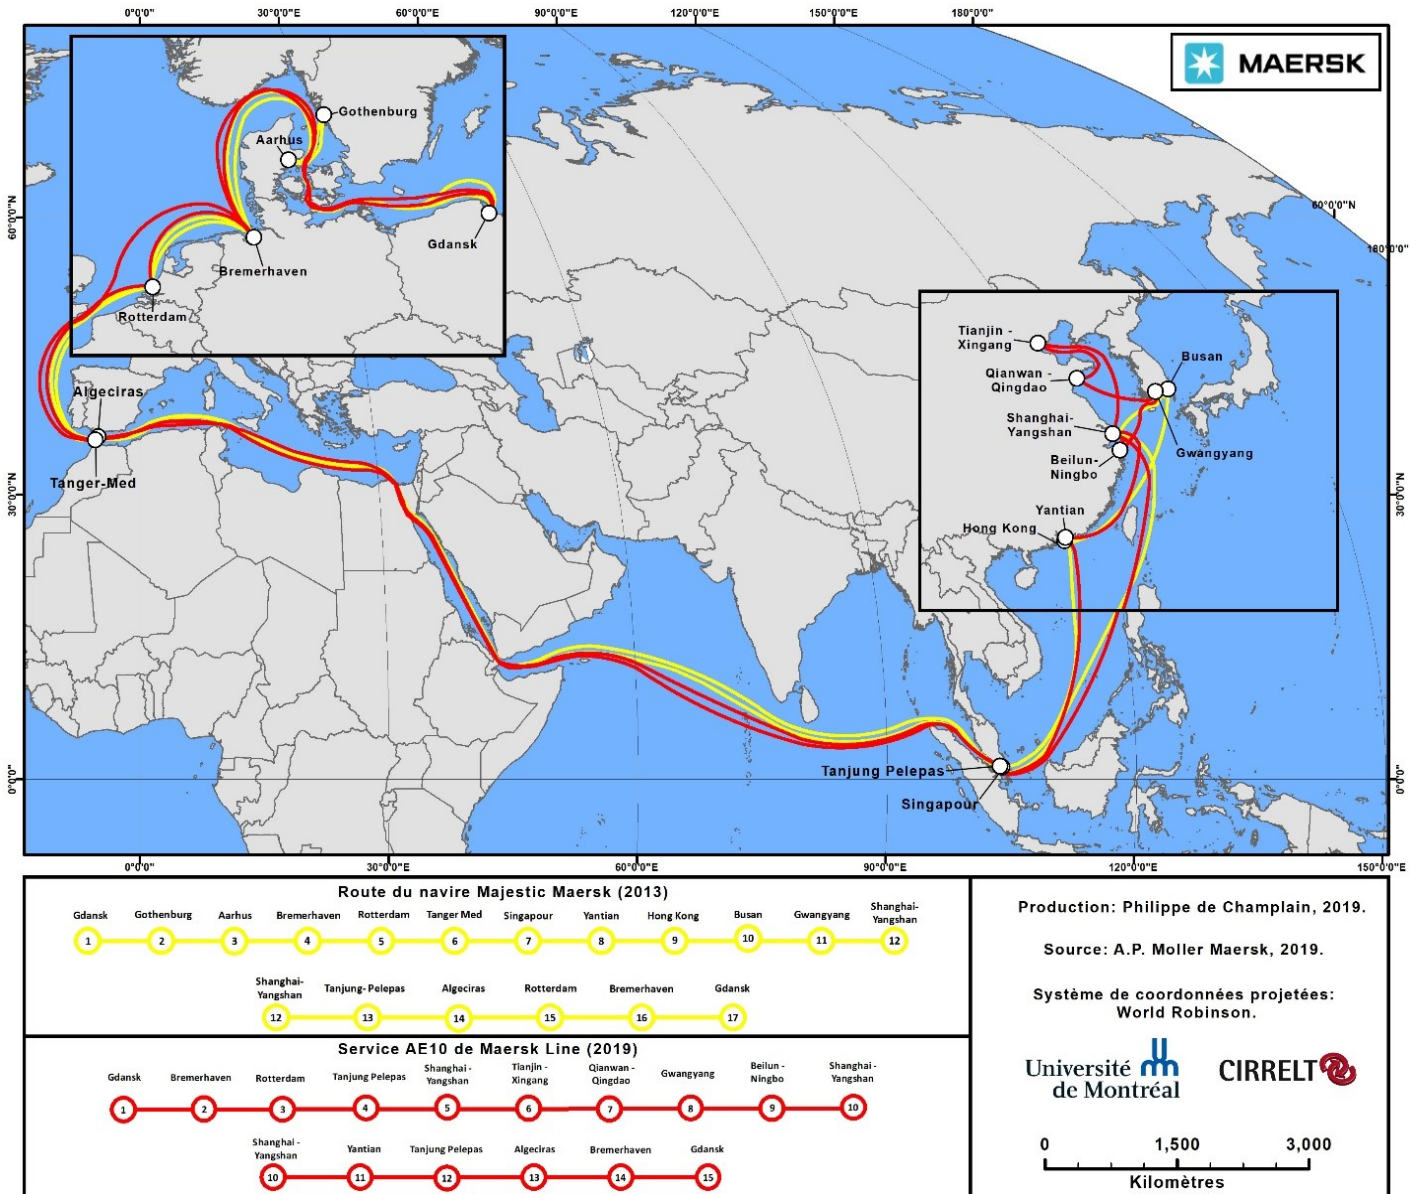 0°0'0"
30°0'0"E
60°0'0"E
90°0'0"E
120°0'0"E
150°0'0"E
180°0'0"
MAERSK
Gothenburg
Aarhus
Gdansk
Bremerhaven
Rotterdam
60°0'0"N
60°0'0"N
180°0'0"
Algeciras
Tanger-Med
30°0'0"N
30°0'0"N
Tianjin -
Xingang
Busan
Qianwan -
Qingdao
Shanghai-
Yangshan
Gwangyang
Beilun-
Ningbo
Yantian
Hong Kong
Tanjung Pelepas
Singapour
0°0'0"
0°0'0"
0°0'0"
30°0'0"E
60°0'0"E
90°0'0"E
120°0'0"E
150°0'0"E
Route du navire Majestic Maersk (2013)
Gdansk Gothenburg Aarhus Bremerhaven Rotterdam Tanger Med Singapour Yantian Hong Kong Busan Gwangyang Shanghai-
Yangshan
1 2 3 4 5 6 7 8 9 10 11 12
Shanghai-
Yangshan Tanjung- Pelepas Algeciras Rotterdam Bremerhaven Gdansk
12 13 14 15 16 17
Service AE10 de Maersk Line (2019)
Gdansk Bremerhaven Rotterdam Tanjung Pelepas Shanghai -
Yangshan Tianjin -
Xingang Qianwan -
Qingdao Gwangyang Beilun -
Ningbo Shanghai -
Yangshan
1 2 3 4 5 6 7 8 9 10
Shanghai -
Yangshan Yantian Tanjung Pelepas Algeciras Bremerhaven Gdansk
10 11 12 13 14 15
Production: Philippe de Champlain, 2019.
Source: A.P. Moller Maersk, 2019.
Système de coordonnées projetées:
World Robinson.
Université
de Montréal
CIRRELT
0 1,500 3,000
Kilomètres